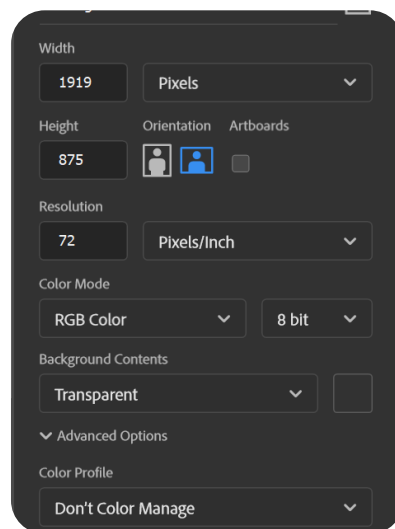 Width
1919 Pixels
Height Orientation Artboards
875
Resolution
72 Pixels/Inch
Color Mode
RGB Color 8 bit
Background Contents
Transparent
Advanced Options
Color Profile
Don't Color Manage